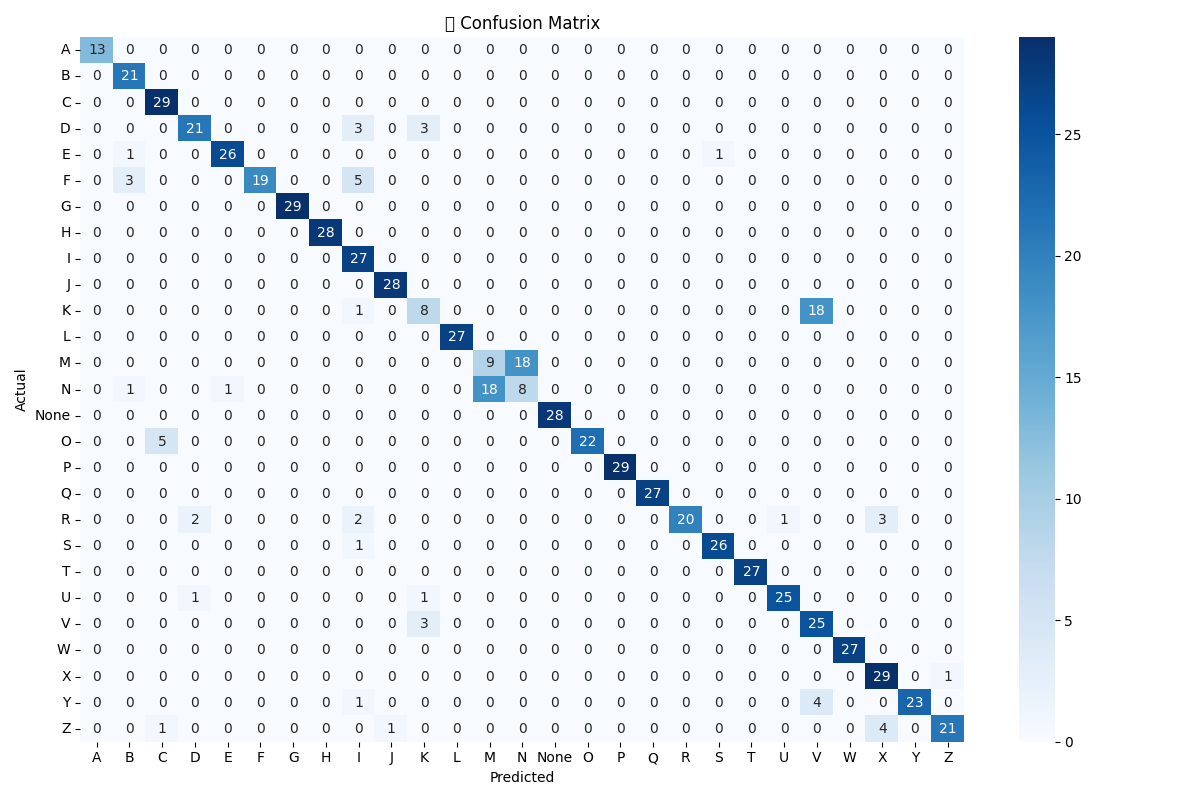 ▯ Confusion Matrix
A 13 0 0 0 0 0 0 0 0 0 0 0 0 0 0 0 0 0 0 0 0 0 0 0 0 0 0
B 0 21 0 0 0 0 0 0 0 0 0 0 0 0 0 0 0 0 0 0 0 0 0 0 0 0 0
C 0 0 29 0 0 0 0 0 0 0 0 0 0 0 0 0 0 0 0 0 0 0 0 0 0 0 0
D 0 0 0 21 0 0 0 0 3 0 3 0 0 0 0 0 0 0 0 0 0 0 0 0 0 0 0
E 0 1 0 0 26 0 0 0 0 0 0 0 0 0 0 0 0 0 0 1 0 0 0 0 0 0 0
F 0 3 0 0 0 19 0 0 5 0 0 0 0 0 0 0 0 0 0 0 0 0 0 0 0 0 0
G 0 0 0 0 0 0 29 0 0 0 0 0 0 0 0 0 0 0 0 0 0 0 0 0 0 0 0
H 0 0 0 0 0 0 0 28 0 0 0 0 0 0 0 0 0 0 0 0 0 0 0 0 0 0 0
I 0 0 0 0 0 0 0 0 27 0 0 0 0 0 0 0 0 0 0 0 0 0 0 0 0 0 0
J 0 0 0 0 0 0 0 0 0 28 0 0 0 0 0 0 0 0 0 0 0 0 0 0 0 0 0
K 0 0 0 0 0 0 0 0 1 0 8 0 0 0 0 0 0 0 0 0 0 0 18 0 0 0 0
L 0 0 0 0 0 0 0 0 0 0 0 27 0 0 0 0 0 0 0 0 0 0 0 0 0 0 0
M 0 0 0 0 0 0 0 0 0 0 0 0 9 18 0 0 0 0 0 0 0 0 0 0 0 0 0
N 0 1 0 0 1 0 0 0 0 0 0 0 18 8 0 0 0 0 0 0 0 0 0 0 0 0 0
None 0 0 0 0 0 0 0 0 0 0 0 0 0 0 28 0 0 0 0 0 0 0 0 0 0 0 0
O 0 0 5 0 0 0 0 0 0 0 0 0 0 0 0 22 0 0 0 0 0 0 0 0 0 0 0
P 0 0 0 0 0 0 0 0 0 0 0 0 0 0 0 0 29 0 0 0 0 0 0 0 0 0 0
Q 0 0 0 0 0 0 0 0 0 0 0 0 0 0 0 0 0 27 0 0 0 0 0 0 0 0 0
R 0 0 0 2 0 0 0 0 2 0 0 0 0 0 0 0 0 0 20 0 0 1 0 0 3 0 0
S 0 0 0 0 0 0 0 0 1 0 0 0 0 0 0 0 0 0 0 26 0 0 0 0 0 0 0
T 0 0 0 0 0 0 0 0 0 0 0 0 0 0 0 0 0 0 0 0 27 0 0 0 0 0 0
U 0 0 0 1 0 0 0 0 0 0 1 0 0 0 0 0 0 0 0 0 0 25 0 0 0 0 0
V 0 0 0 0 0 0 0 0 0 0 3 0 0 0 0 0 0 0 0 0 0 0 25 0 0 0 0
W 0 0 0 0 0 0 0 0 0 0 0 0 0 0 0 0 0 0 0 0 0 0 0 27 0 0 0
X 0 0 0 0 0 0 0 0 0 0 0 0 0 0 0 0 0 0 0 0 0 0 0 0 29 0 1
Y 0 0 0 0 0 0 0 0 1 0 0 0 0 0 0 0 0 0 0 0 0 0 4 0 0 23 0
Z 0 0 1 0 0 0 0 0 0 1 0 0 0 0 0 0 0 0 0 0 0 0 0 0 4 0 21
A B C D E F G H I J K L M N None O P Q R S T U V W X Y Z
Predicted
Actual
25
20
15
10
5
0